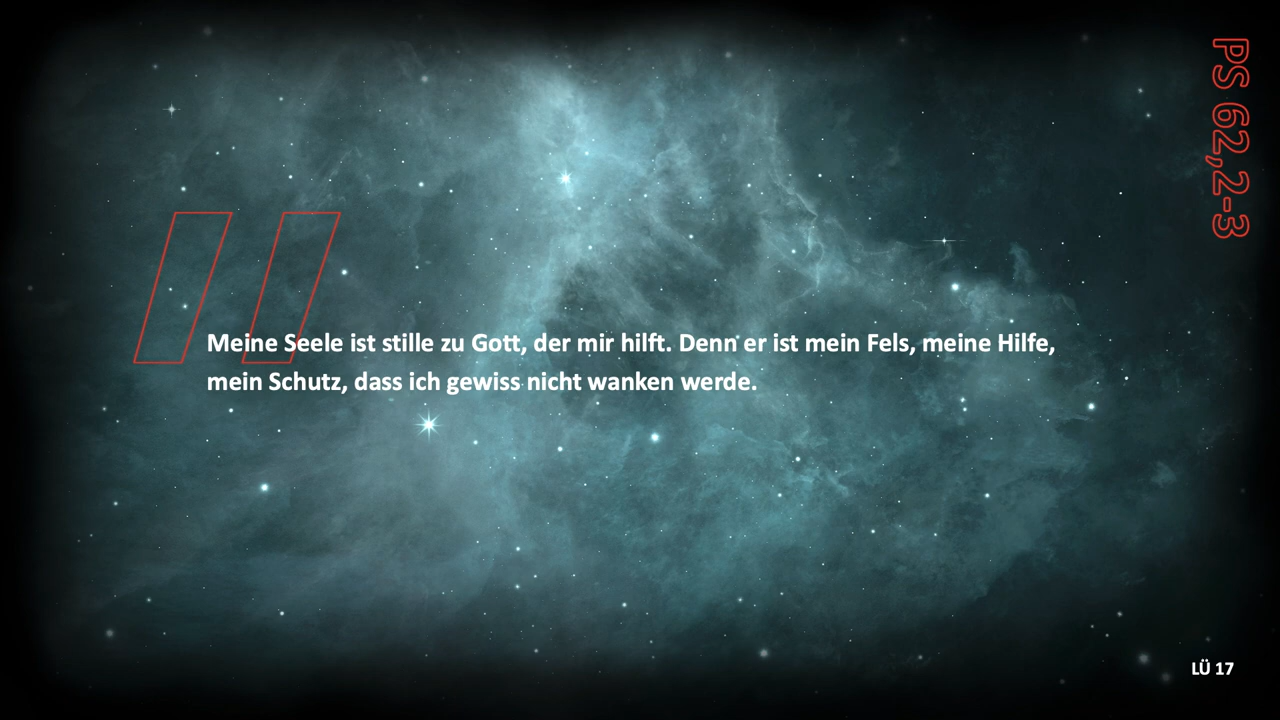 PS 62,2-3
Meine Seele ist stille zu Gott, der mir hilft. Denn er ist mein Fels, meine Hilfe,
mein Schutz, dass ich gewiss nicht wanken werde.
LÜ 17